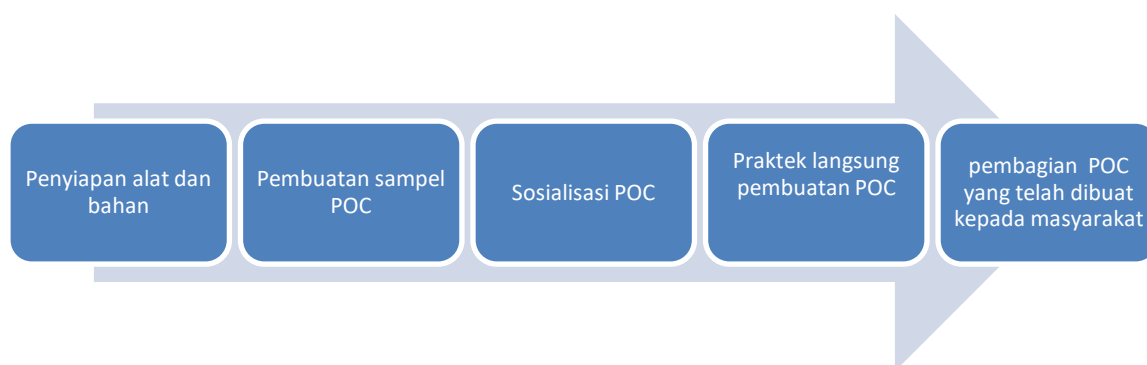 Penyiapan alat dan
bahan
Pembuatan sampel
POC
Sosialisasi POC
Praktek langsung
pembuatan POC
pembagian POC
yang telah dibuat
kepada masyarakat